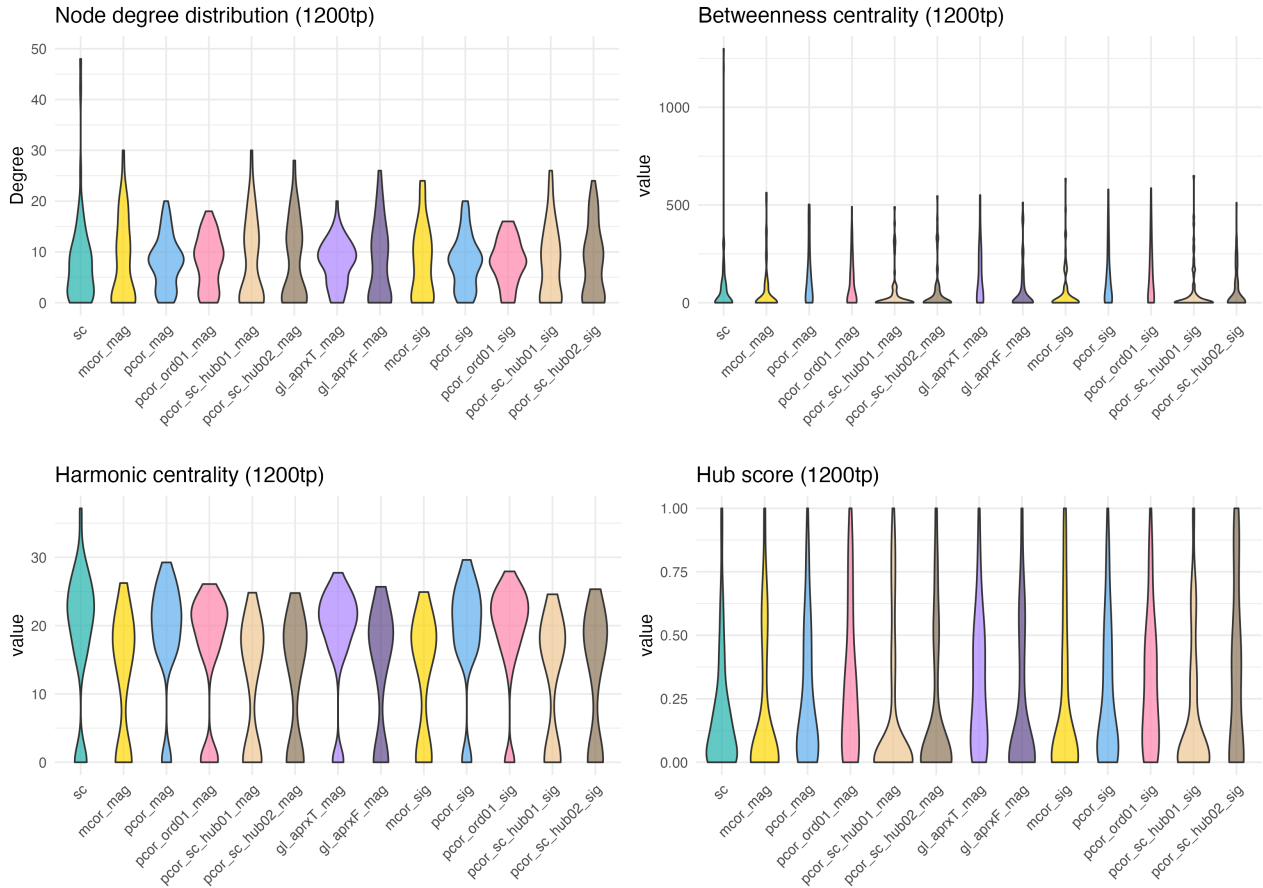 Node degree distribution (1200tp)
Degree
50
40
30
20
10
0
sc
mcor_mag
pcor_mag
pcor_ord01_mag
pcor_sc_hub01_mag
pcor_sc_hub02_mag
gl_aprxT_mag
gl_aprxF_mag
mcor_sig
pcor_sig
pcor_ord01_sig
pcor_sc_hub01_sig
pcor_sc_hub02_sig
Betweenness centrality (1200tp)
value
1000
500
0
sc
mcor_mag
pcor_mag
pcor_ord01_mag
pcor_sc_hub01_mag
pcor_sc_hub02_mag
gl_aprxT_mag
gl_aprxF_mag
mcor_sig
pcor_sig
pcor_ord01_sig
pcor_sc_hub01_sig
pcor_sc_hub02_sig
Harmonic centrality (1200tp)
value
30
20
10
0
sc
mcor_mag
pcor_mag
pcor_ord01_mag
pcor_sc_hub01_mag
pcor_sc_hub02_mag
gl_aprxT_mag
gl_aprxF_mag
mcor_sig
pcor_sig
pcor_ord01_sig
pcor_sc_hub01_sig
pcor_sc_hub02_sig
Hub score (1200tp)
value
1.00
0.75
0.50
0.25
0.00
sc
mcor_mag
pcor_mag
pcor_ord01_mag
pcor_sc_hub01_mag
pcor_sc_hub02_mag
gl_aprxT_mag
gl_aprxF_mag
mcor_sig
pcor_sig
pcor_ord01_sig
pcor_sc_hub01_sig
pcor_sc_hub02_sig